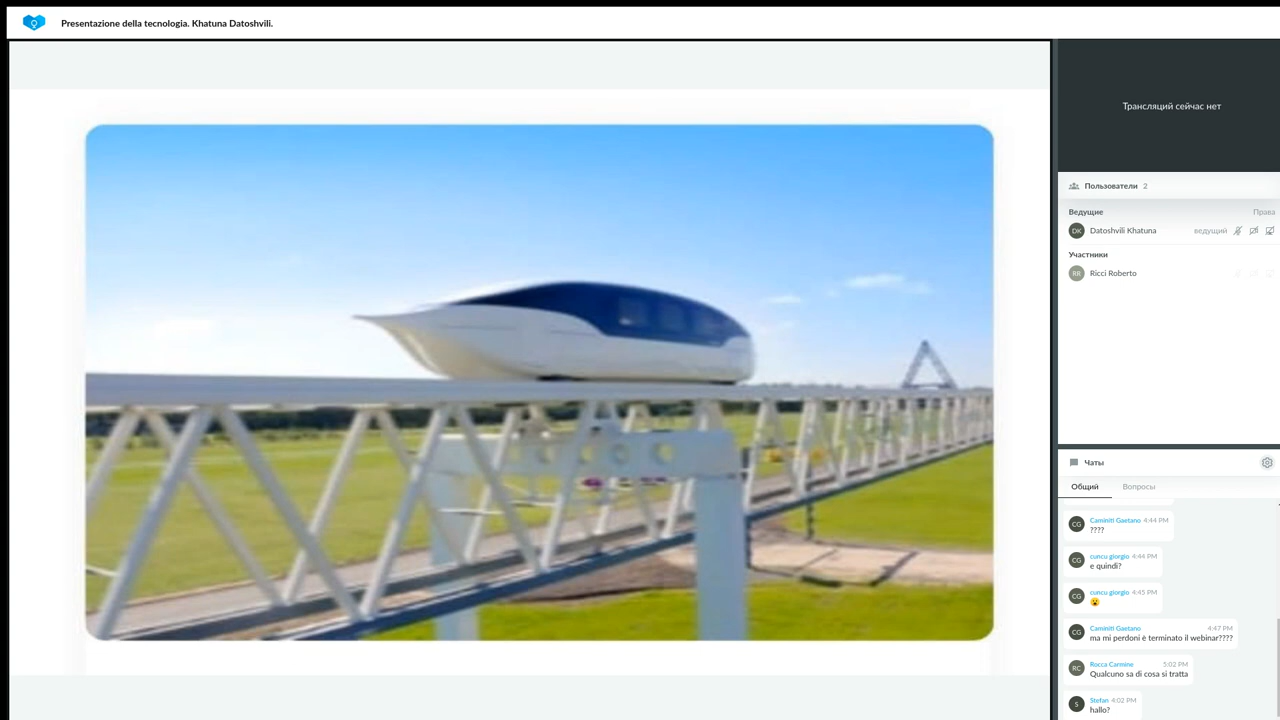 Presentazione della tecnologia. Khatuna Datoshvili.
Трансляций сейчас нет
Пользователи 2
Ведущие Права
DK Datoshvili Khatuna ведущий
Участники
RR Ricci Roberto
Чаты
Общий Вопросы
CG Caminiti Gaetano 4:44 PM
????
CG cuncu giorgio 4:44 PM
e quindi?
CG cuncu giorgio 4:45 PM
😮
CG Caminiti Gaetano 4:47 PM
ma mi perdoni è terminato il webinar????
RC Rocca Carmine 5:02 PM
Qualcuno sa di cosa si tratta
S Stefan 4:02 PM
hallo?